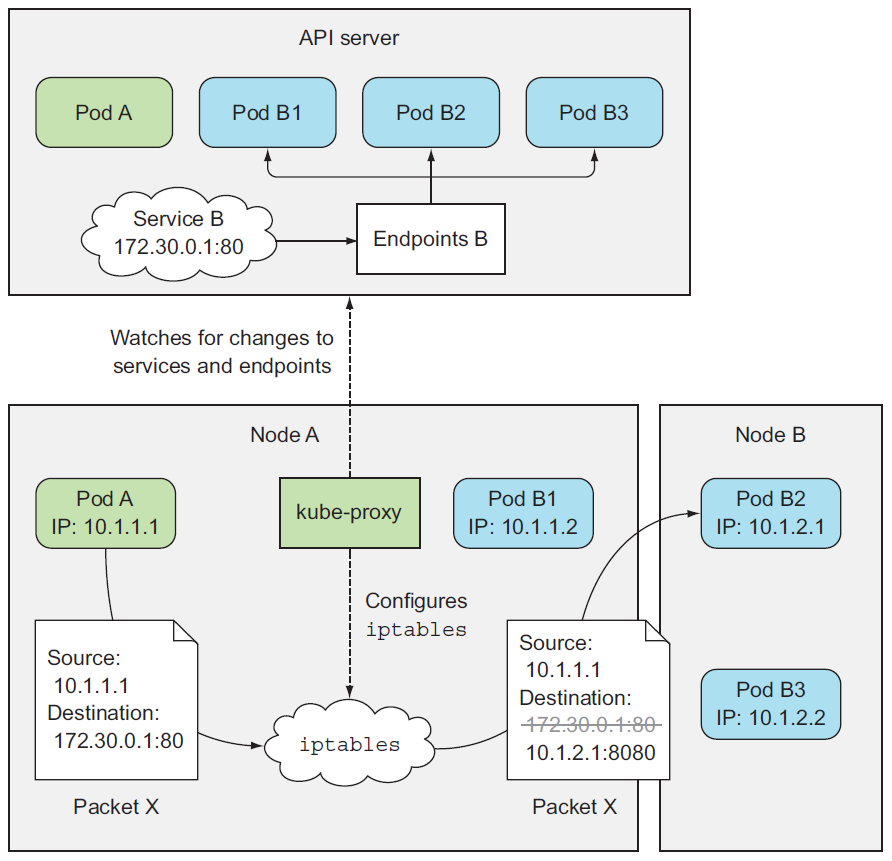 API server
Pod A
Pod B1
Pod B2
Pod B3
Service B
172.30.0.1:80
Endpoints B
Watches for changes to
services and endpoints
Node A
Node B
Pod A
IP: 10.1.1.1
kube-proxy
Pod B1
IP: 10.1.1.2
Pod B2
IP: 10.1.2.1
Configures
iptables
Source:
10.1.1.1
Destination:
172.30.0.1:80
Packet X
iptables
Source:
10.1.1.1
Destination:
172.30.0.1:80
10.1.2.1:8080
Packet X
Pod B3
IP: 10.1.2.2